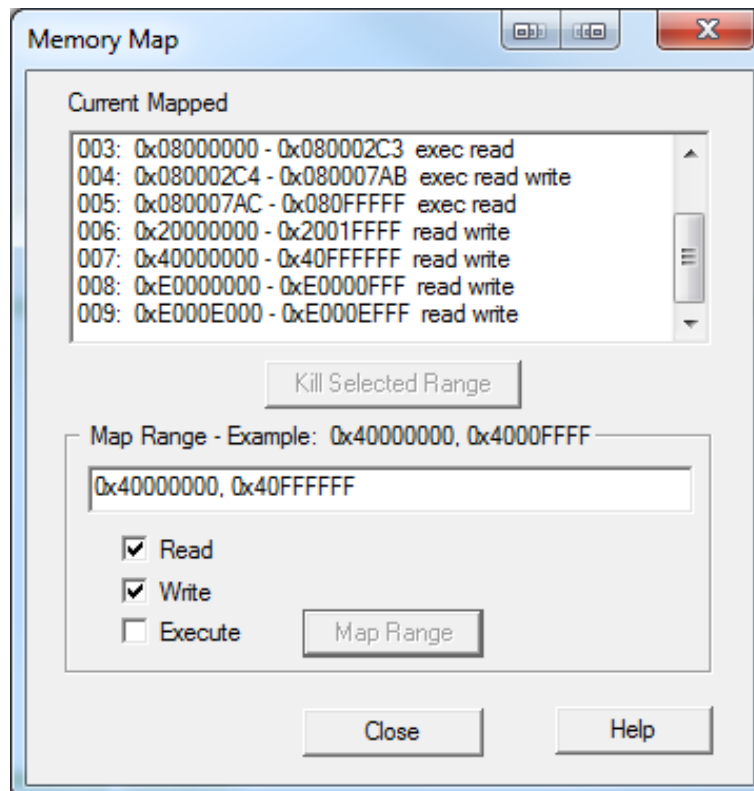 Memory Map
Current Mapped
003: 0x08000000 - 0x080002C3 exec read
004: 0x080002C4 - 0x080007AB exec read write
005: 0x080007AC - 0x080FFFFF exec read
006: 0x20000000 - 0x2001FFFF read write
007: 0x40000000 - 0x40FFFFFF read write
008: 0xE0000000 - 0xE0000FFF read write
009: 0xE000E000 - 0xE000EFFF read write
Kill Selected Range
Map Range - Example: 0x40000000, 0x4000FFFF
0x40000000, 0x40FFFFFF
Read
Write
Execute
Map Range
Close
Help